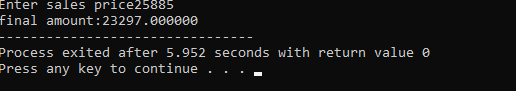 Enter sales price25885
final amount:23297.000000
--------------------------------
Process exited after 5.952 seconds with return value 0
Press any key to continue . . .